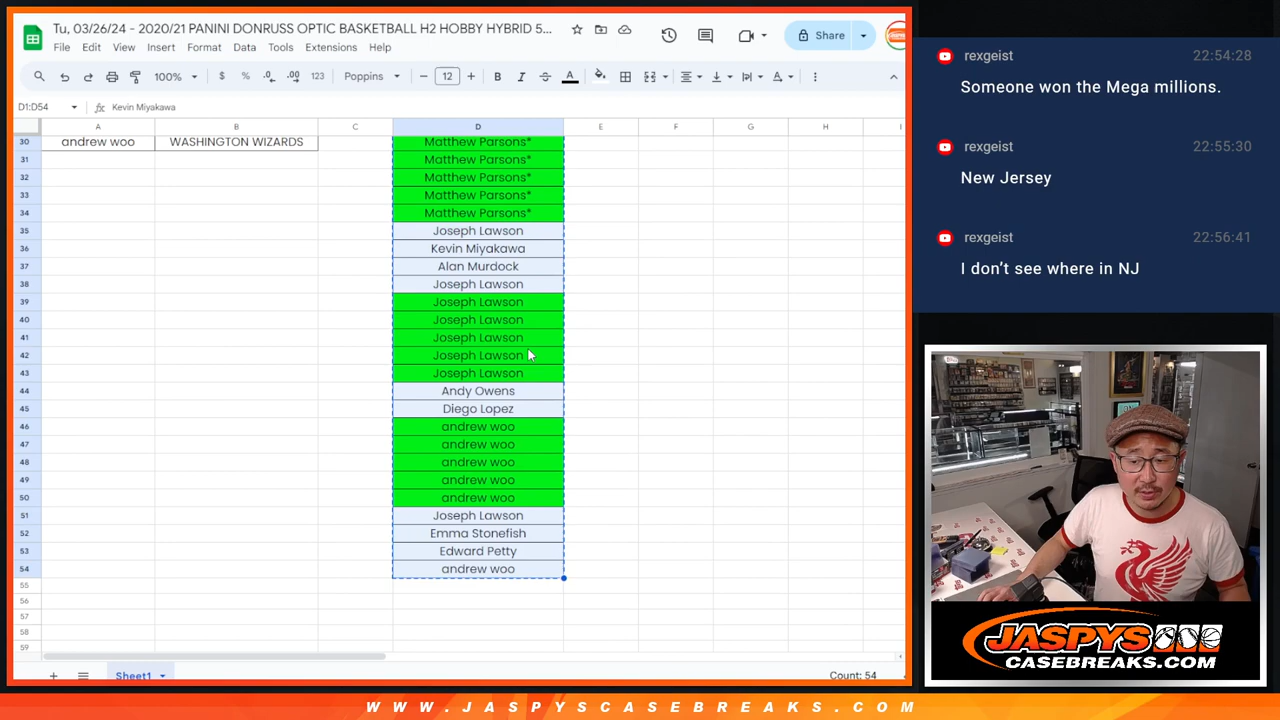 Tu, 03/26/24 - 2020/21 PANINI DONRUSS OPTIC BASKETBALL H2 HOBBY HYBRID 5...
File Edit View Insert Format Data Tools Extensions Help
Share
100% $ % .0 .00 123 Poppins 12 B I A
D1:D54 fx Kevin Miyakawa
A B C D E F G H I
30 andrew woo WASHINGTON WIZARDS Matthew Parsons*
31 Matthew Parsons*
32 Matthew Parsons*
33 Matthew Parsons*
34 Matthew Parsons*
35 Joseph Lawson
36 Kevin Miyakawa
37 Alan Murdock
38 Joseph Lawson
39 Joseph Lawson
40 Joseph Lawson
41 Joseph Lawson
42 Joseph Lawson
43 Joseph Lawson
44 Andy Owens
45 Diego Lopez
46 andrew woo
47 andrew woo
48 andrew woo
49 andrew woo
50 andrew woo
51 Joseph Lawson
52 Emma Stonefish
53 Edward Petty
54 andrew woo
55
56
57
58
59
Sheet1
Count: 54
rexgeist 22:54:28
Someone won the Mega millions.
rexgeist 22:55:30
New Jersey
rexgeist 22:56:41
I don't see where in NJ
JASPYS
CASEBREAKS.COM
WWW.JASPYSCASEBREAKS.COM